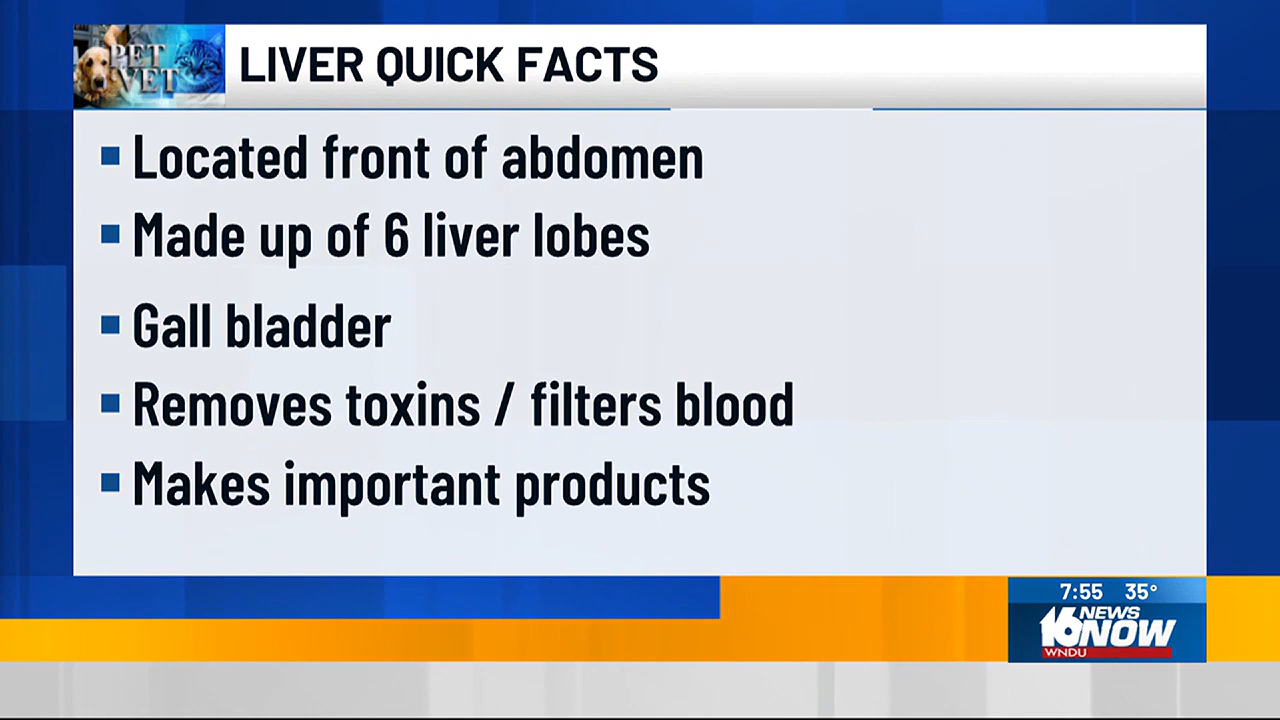 PET
VET
LIVER QUICK FACTS
Located front of abdomen
Made up of 6 liver lobes
Gall bladder
Removes toxins / filters blood
Makes important products
7:55 35°
16 NEWS
NOW
WNDU